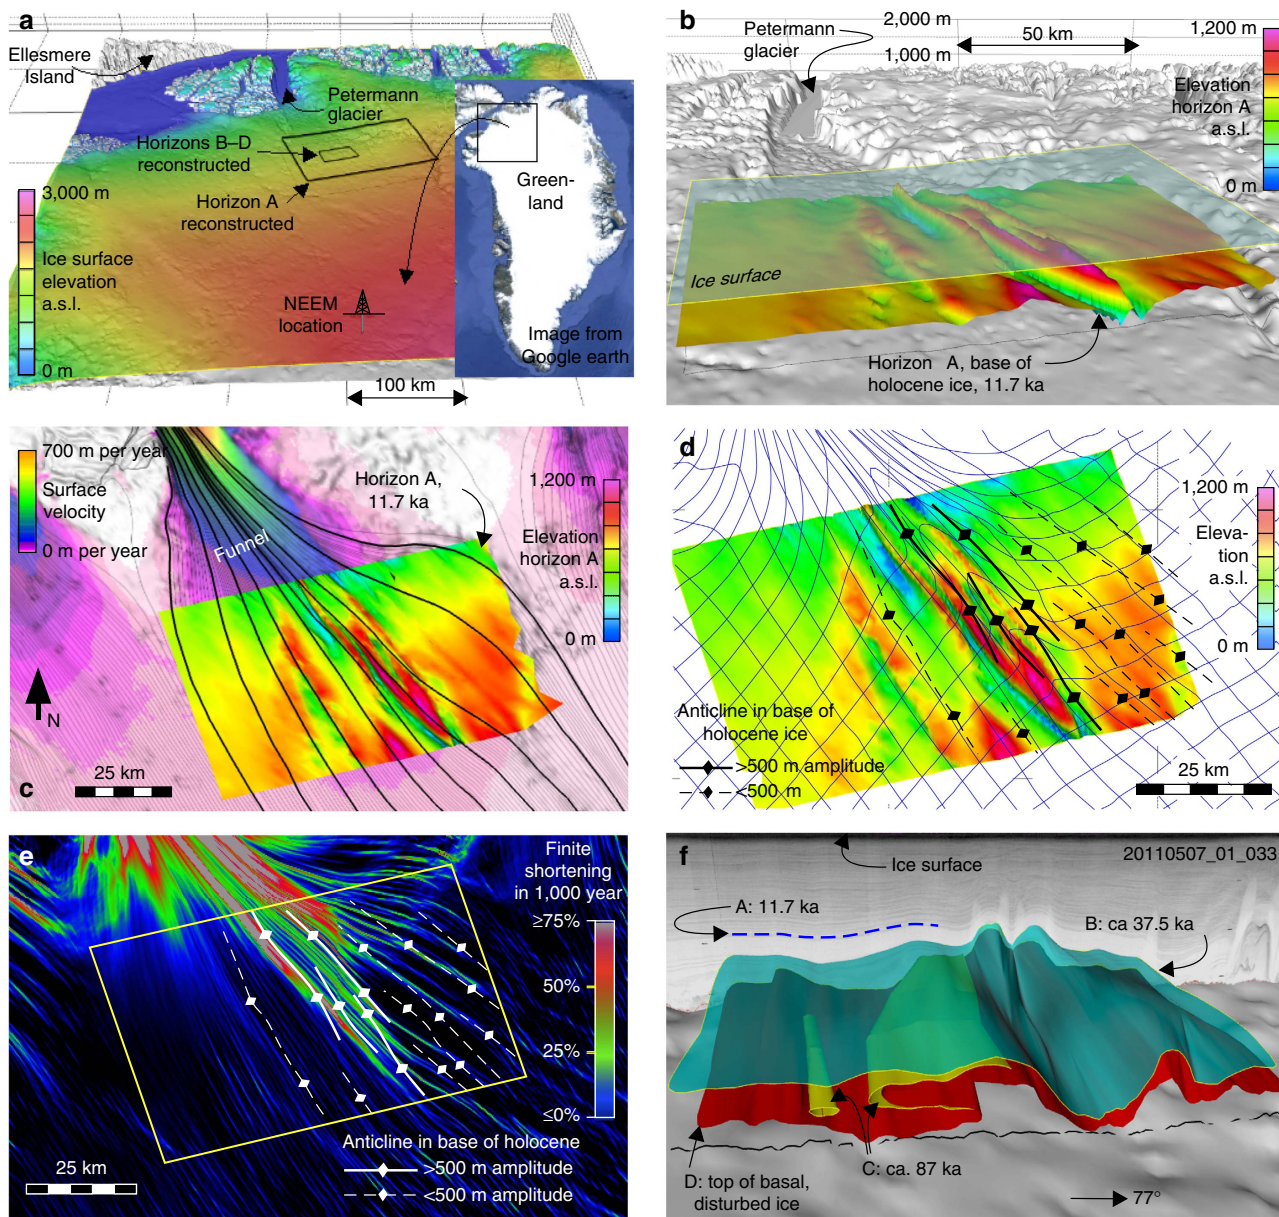 a
Ellesmere
Island
Petermann
glacier
Horizons B–D
reconstructed
Horizon A
reconstructed
3,000 m
Ice surface
elevation
a.s.l.
0 m
NEEM
location
100 km
Green-
land
Image from
Google earth
b
Petermann
glacier
2,000 m
1,000 m
50 km
1,200 m
Elevation
horizon A
a.s.l.
0 m
Ice surface
Horizon A, base of
holocene ice, 11.7 ka
700 m per year
Surface
velocity
0 m per year
Funnel
Horizon A,
11.7 ka
1,200 m
Elevation
horizon A
a.s.l.
0 m
N
25 km
c
d
1,200 m
Eleva-
tion
a.s.l.
0 m
Anticline in base of
holocene ice
>500 m amplitude
<500 m
25 km
e
Finite
shortening
in 1,000 year
≥75%
50%
25%
≤0%
Anticline in base of holocene
>500 m amplitude
<500 m amplitude
25 km
f
20110507_01_033
Ice surface
A: 11.7 ka
B: ca 37.5 ka
C: ca. 87 ka
D: top of basal,
disturbed ice
77°